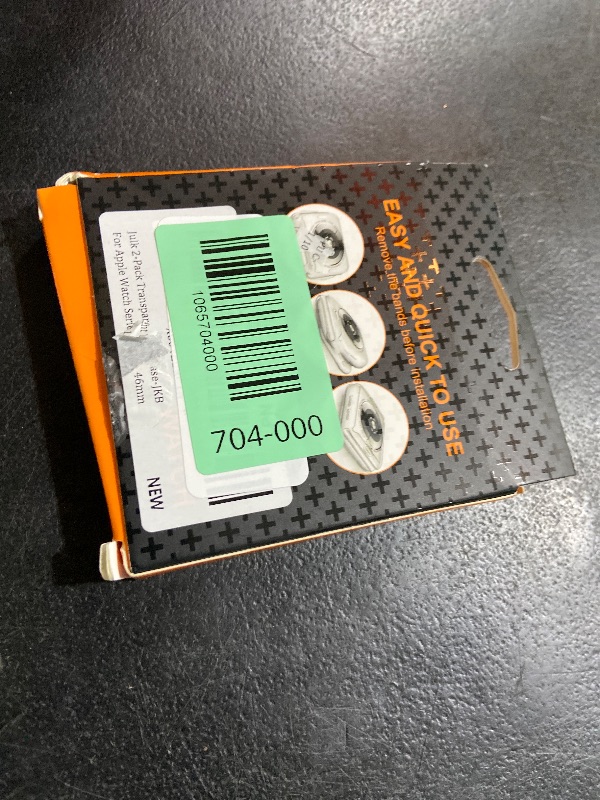 EASY AND QUICK TO USE
Remove the bands before installation
1065704000
704-000
Julk 2-Pack Transparent
For Apple Watch Serie
46mm
NEW